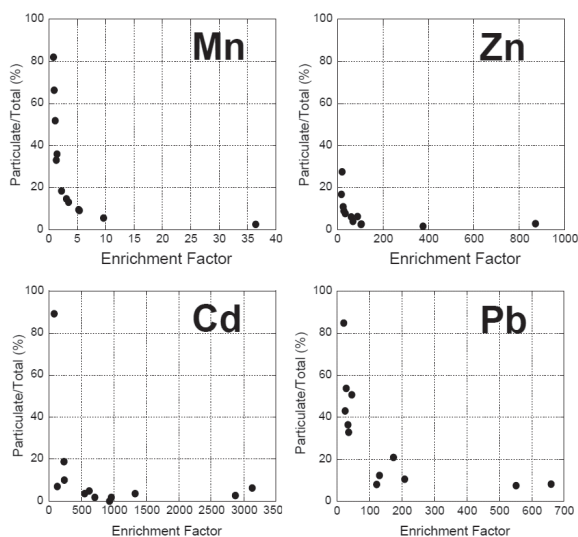 Mn
Particulate/Total (%)
100
80
60
40
20
0
0 5 10 15 20 25 30 35 40
Enrichment Factor
Zn
Particulate/Total (%)
100
80
60
40
20
0
0 200 400 600 800 1000
Enrichment Factor
Cd
Particulate/Total (%)
100
80
60
40
20
0
0 500 1000 1500 2000 2500 3000 350
Enrichment Factor
Pb
Particulate/Total (%)
100
80
60
40
20
0
0 100 200 300 400 500 600 700
Enrichment Factor